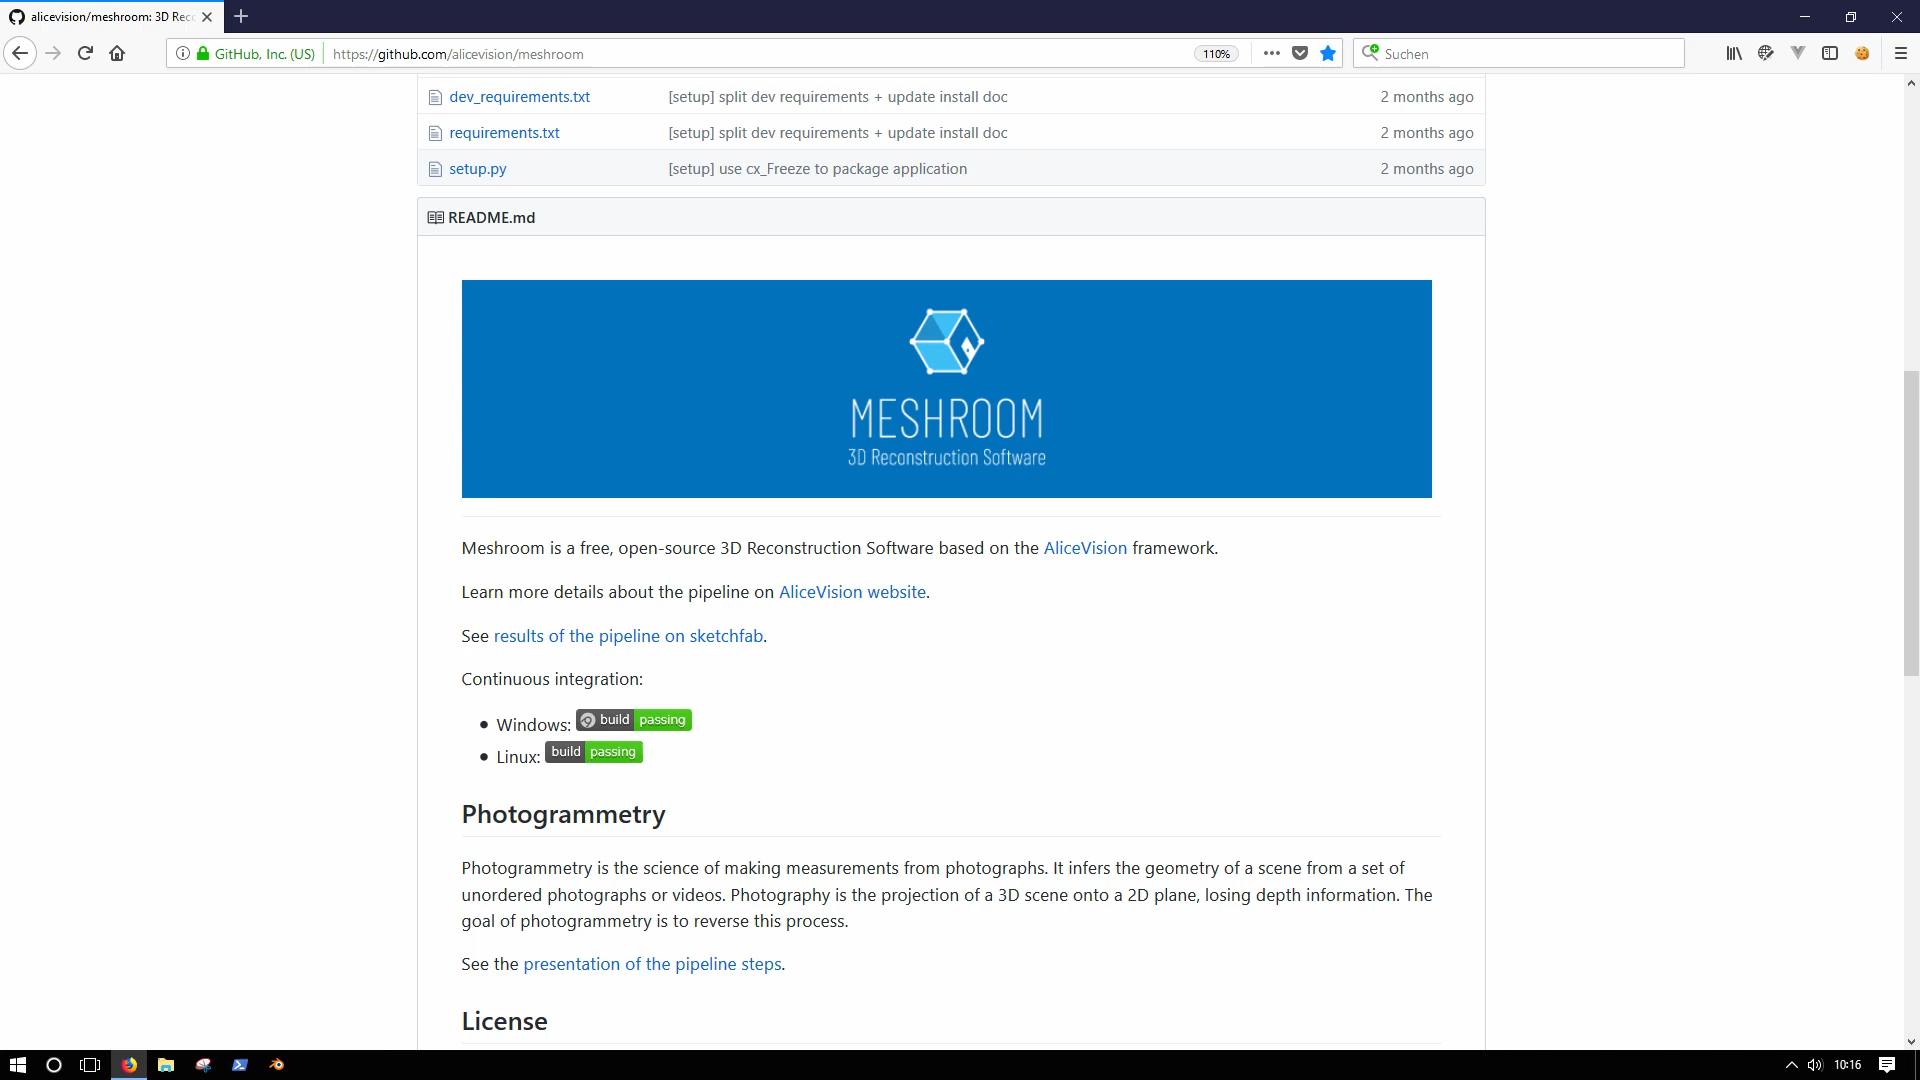 alicevision/meshroom: 3D Rec
GitHub, Inc. (US) https://github.com/alicevision/meshroom 110% Suchen
dev_requirements.txt [setup] split dev requirements + update install doc 2 months ago
requirements.txt [setup] split dev requirements + update install doc 2 months ago
setup.py [setup] use cx_Freeze to package application 2 months ago
README.md
MESHROOM
3D Reconstruction Software
Meshroom is a free, open-source 3D Reconstruction Software based on the AliceVision framework.
Learn more details about the pipeline on AliceVision website.
See results of the pipeline on sketchfab.
Continuous integration:
• Windows: build passing
• Linux: build passing
Photogrammetry
Photogrammetry is the science of making measurements from photographs. It infers the geometry of a scene from a set of
unordered photographs or videos. Photography is the projection of a 3D scene onto a 2D plane, losing depth information. The
goal of photogrammetry is to reverse this process.
See the presentation of the pipeline steps.
License
10:16